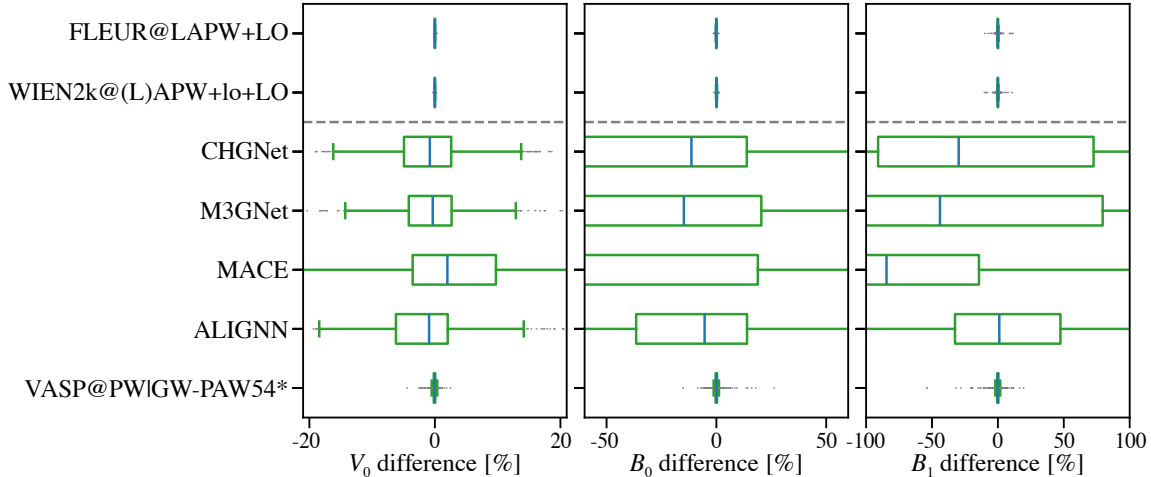 FLEUR@LAPW+LO
WIEN2k@(L)APW+lo+LO
CHGNet
M3GNet
MACE
ALIGNN
VASP@PW|GW-PAW54*
-20 0 20
V0 difference [%]
-50 0 50
B0 difference [%]
-100 -50 0 50 100
B1 difference [%]